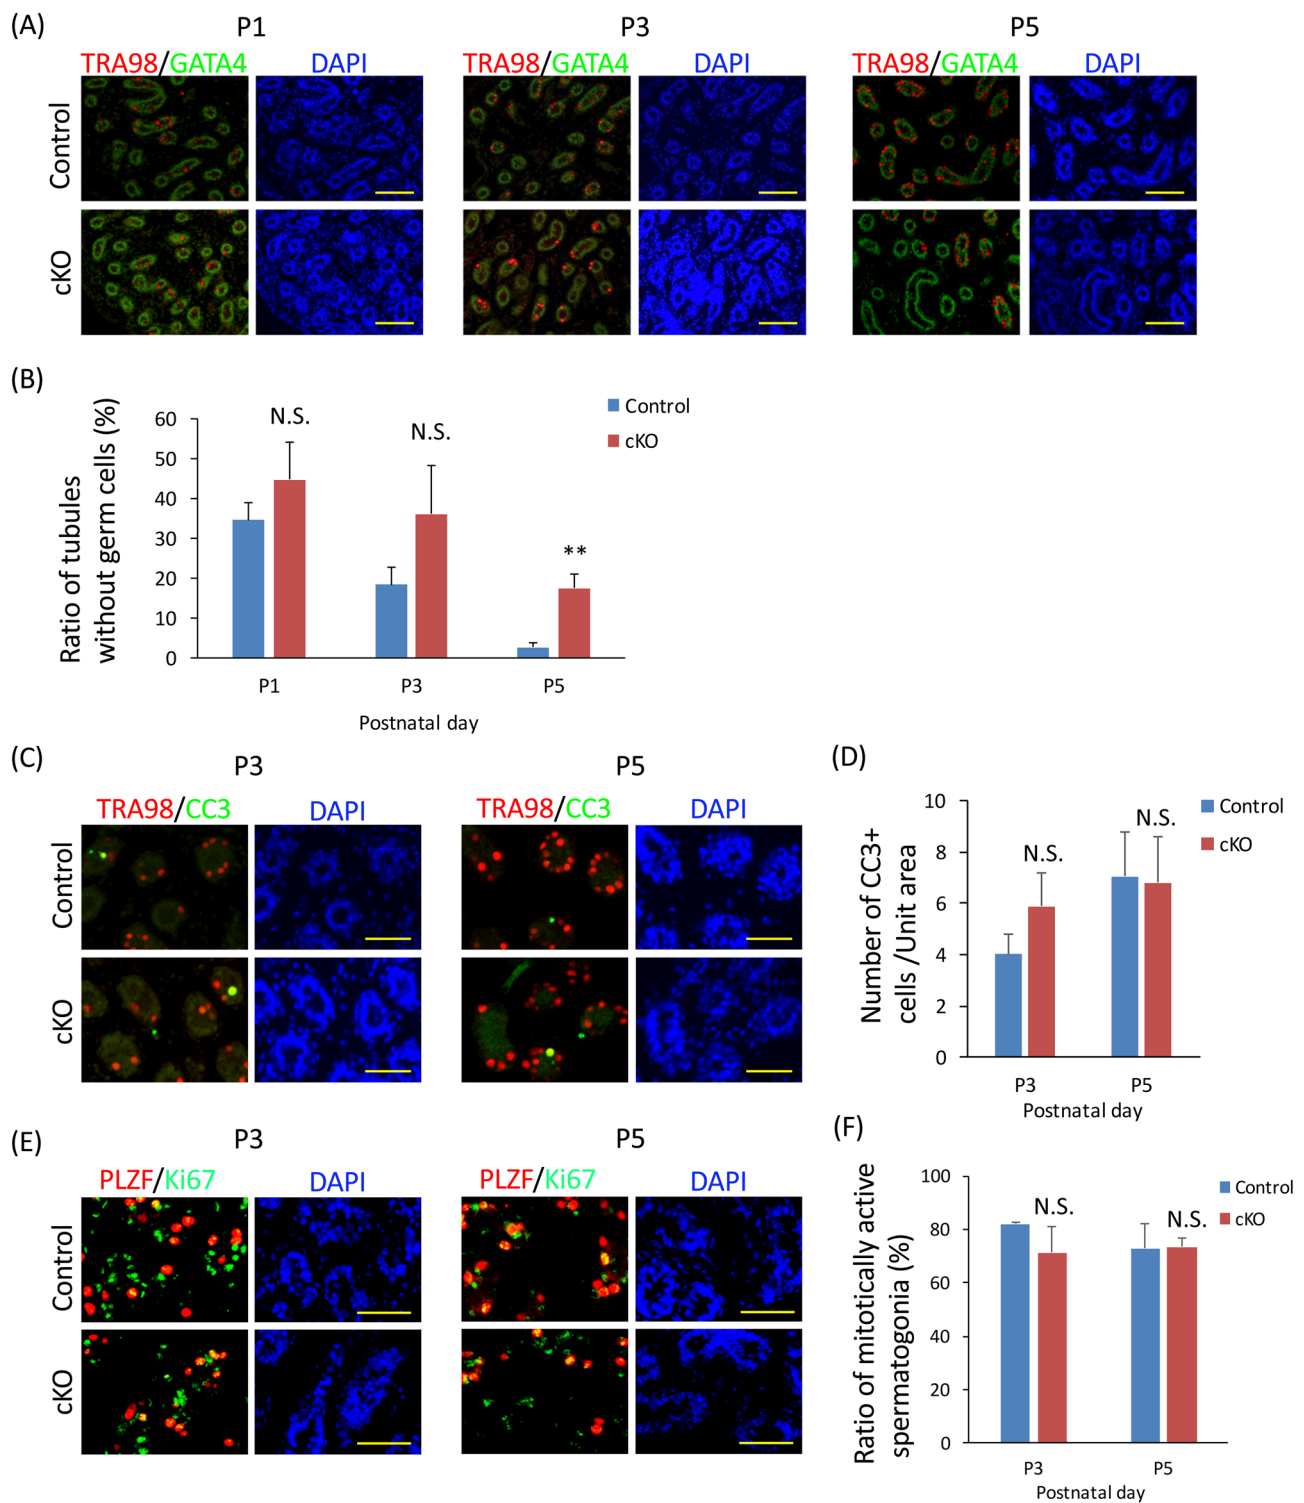 (A)
P1
P3
P5
TRA98/GATA4
DAPI
TRA98/GATA4
DAPI
TRA98/GATA4
DAPI
Control
cKO
(B)
Ratio of tubules
without germ cells (%)
60
50
40
30
20
10
0
N.S.
N.S.
**
Control
cKO
P1
P3
P5
Postnatal day
(C)
P3
P5
TRA98/CC3
DAPI
TRA98/CC3
DAPI
Control
cKO
(D)
Number of CC3+
cells /Unit area
10
8
6
4
2
0
N.S.
N.S.
Control
cKO
P3
P5
Postnatal day
(E)
P3
P5
PLZF/Ki67
DAPI
PLZF/Ki67
DAPI
Control
cKO
(F)
Ratio of mitotically active
spermatogonia (%)
100
80
60
40
20
0
N.S.
N.S.
Control
cKO
P3
P5
Postnatal day